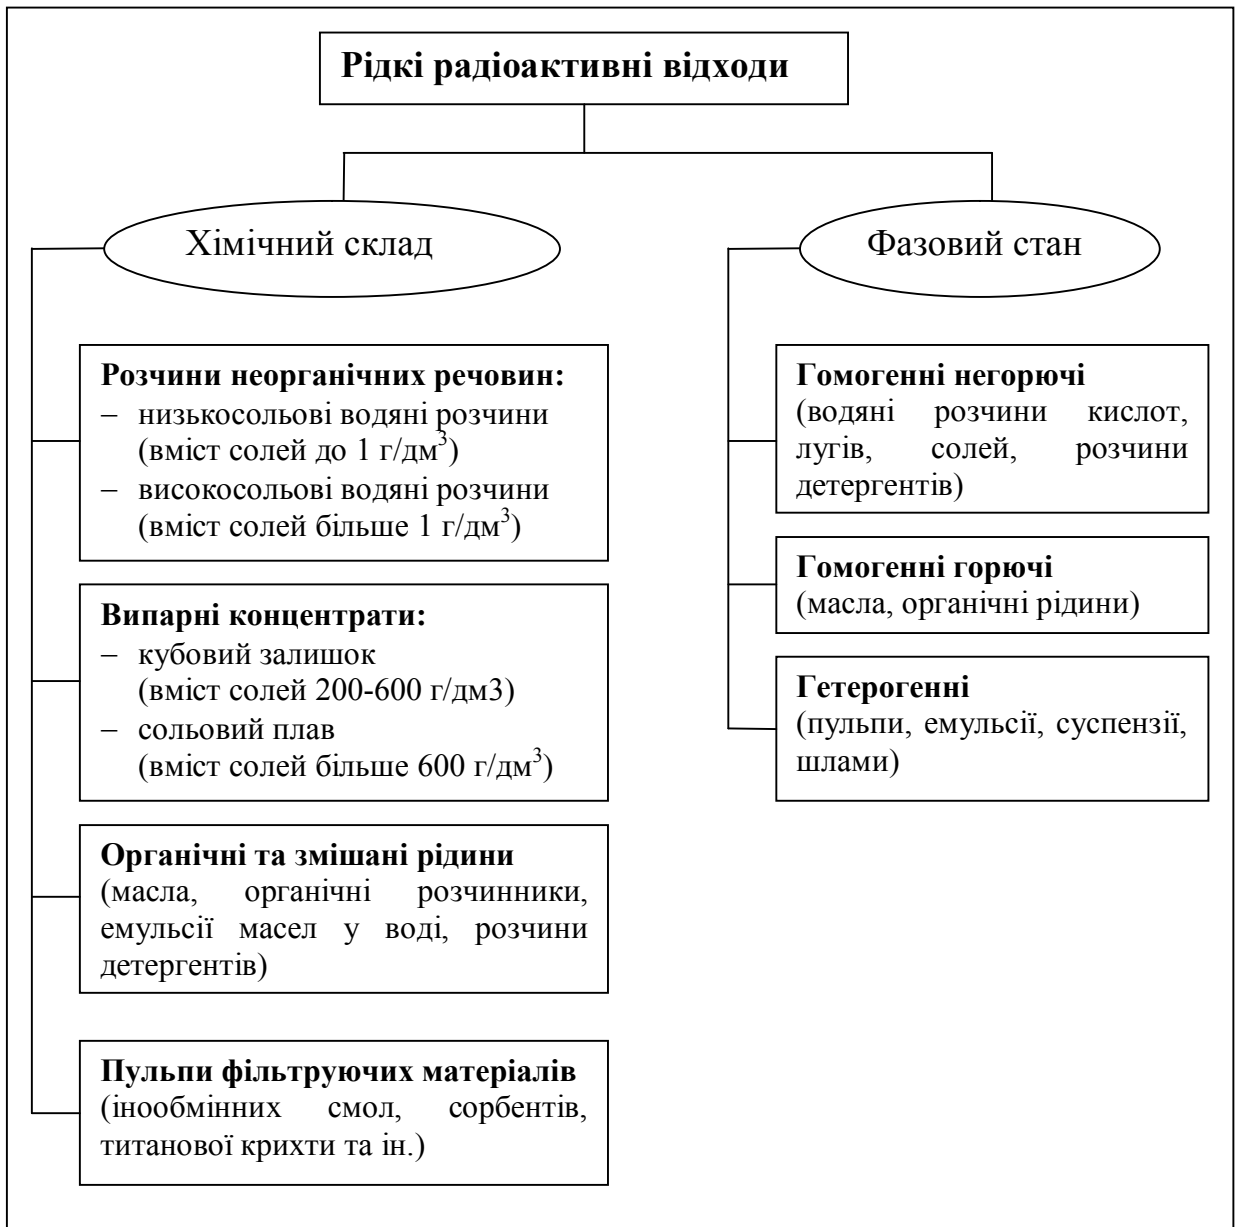 Рідкі радіоактивні відходи
Хімічний склад
Розчини неорганічних речовин:
– низькосольові водяні розчини
(вміст солей до 1 г/дм³)
– високосольові водяні розчини
(вміст солей більше 1 г/дм³)
Випарні концентрати:
– кубовий залишок
(вміст солей 200-600 г/дм3)
– сольовий плав
(вміст солей більше 600 г/дм³)
Органічні та змішані рідини
(масла, органічні розчинники,
емульсії масел у воді, розчини
детергентів)
Пульпи фільтруючих матеріалів
(інообмінних смол, сорбентів,
титанової крихти та ін.)
Фазовий стан
Гомогенні негорючі
(водяні розчини кислот,
лугів, солей, розчини
детергентів)
Гомогенні горючі
(масла, органічні рідини)
Гетерогенні
(пульпи, емульсії, суспензії,
шлами)